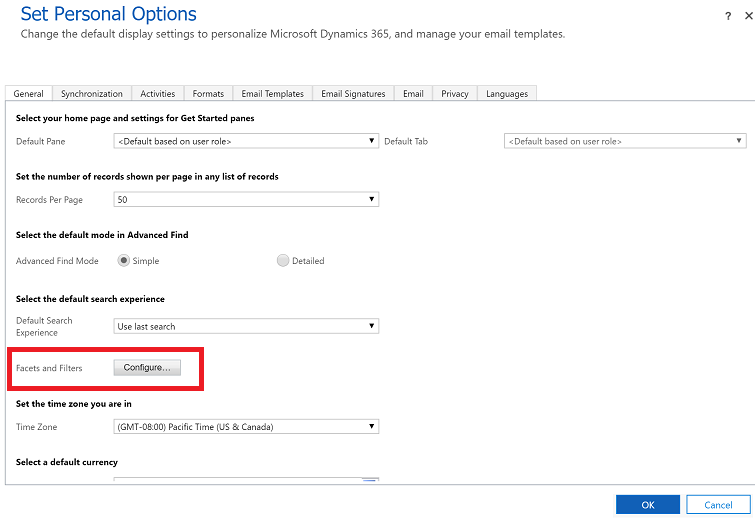 Set Personal Options
? ×
Change the default display settings to personalize Microsoft Dynamics 365, and manage your email templates.
General Synchronization Activities Formats Email Templates Email Signatures Email Privacy Languages
Select your home page and settings for Get Started panes
Default Pane <Default based on user role> Default Tab <Default based on user role>
Set the number of records shown per page in any list of records
Records Per Page 50
Select the default mode in Advanced Find
Advanced Find Mode Simple Detailed
Select the default search experience
Default Search
Experience
Use last search
Facets and Filters Configure...
Set the time zone you are in
Time Zone (GMT-08:00) Pacific Time (US & Canada)
Select a default currency
OK Cancel